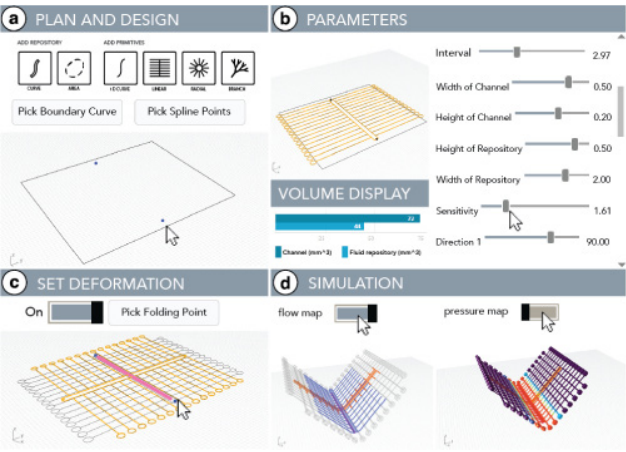 a PLAN AND DESIGN
ADD REPOSITORY ADD PRIMITIVES
CURVE AREA 1-D CURVE LINEAR RADIAL BRANCH
Pick Boundary Curve Pick Spline Points
b PARAMETERS
Interval 2.97
Width of Channel 0.50
Height of Channel 0.20
Height of Repository 0.50
Width of Repository 2.00
Sensitivity 1.61
Direction 1 90.00
VOLUME DISPLAY
72
44
Channel (mm^3) Fluid repository (mm^3)
c SET DEFORMATION
On Pick Folding Point
d SIMULATION
flow map pressure map